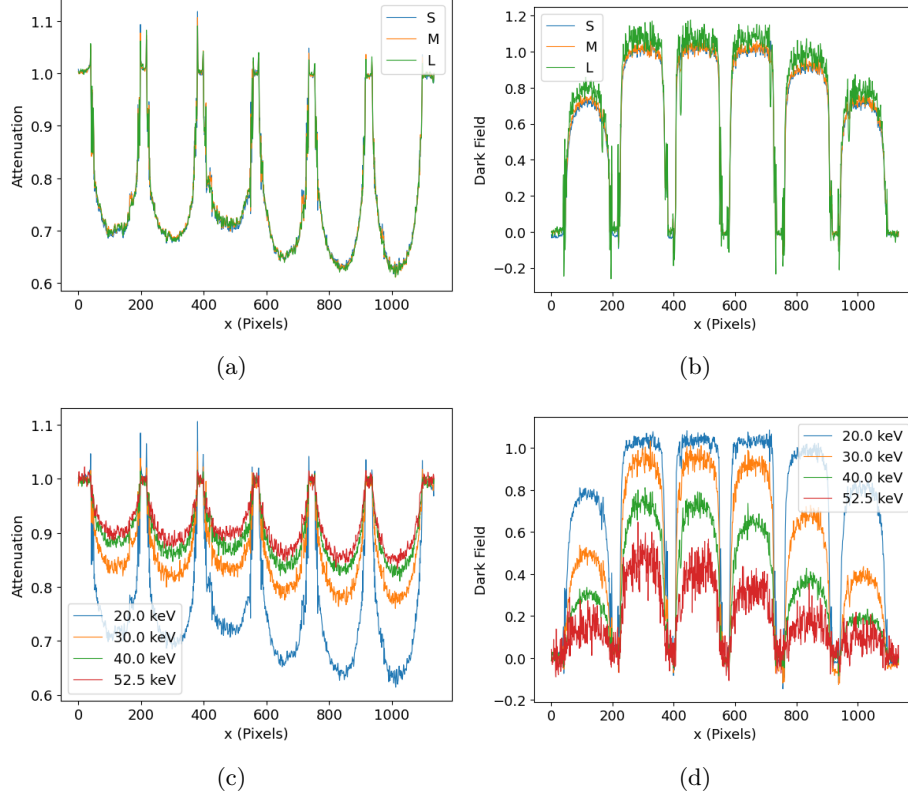 1.1
1.0
0.9
0.8
0.7
0.6
Attenuation
S
M
L
0 200 400 600 800 1000
x (Pixels)
(a)
1.2
1.0
0.8
0.6
0.4
0.2
0.0
−0.2
Dark Field
S
M
L
0 200 400 600 800 1000
x (Pixels)
(b)
1.1
1.0
0.9
0.8
0.7
0.6
Attenuation
20.0 keV
30.0 keV
40.0 keV
52.5 keV
0 200 400 600 800 1000
x (Pixels)
(c)
1.0
0.8
0.6
0.4
0.2
0.0
−0.2
Dark Field
20.0 keV
30.0 keV
40.0 keV
52.5 keV
0 200 400 600 800 1000
x (Pixels)
(d)